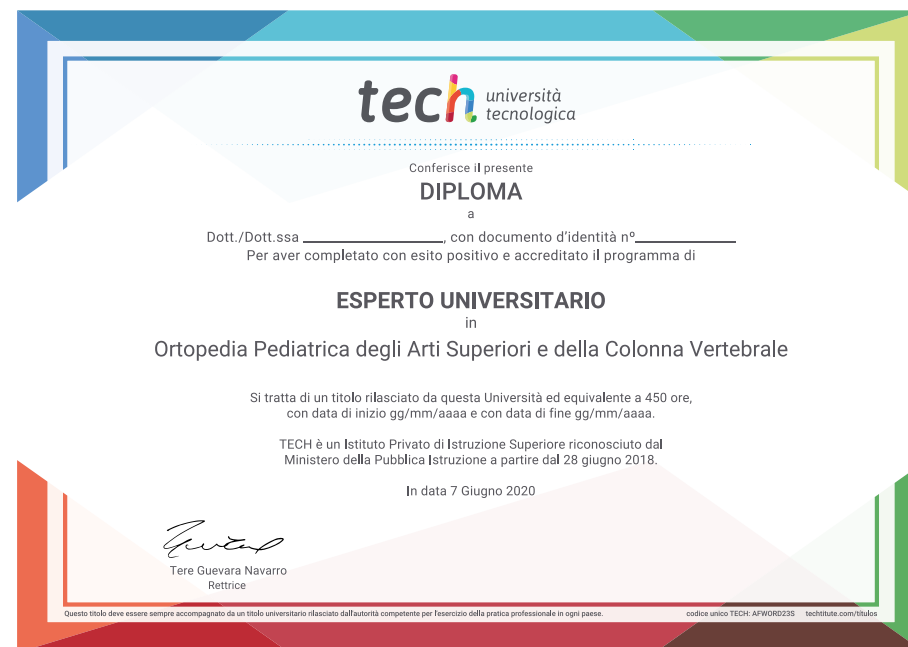 tech università
tecnologica
Conferisce il presente
DIPLOMA
a
Dott./Dott.ssa ____________________, con documento d'identità nº______________
Per aver completato con esito positivo e accreditato il programma di
ESPERTO UNIVERSITARIO
in
Ortopedia Pediatrica degli Arti Superiori e della Colonna Vertebrale
Si tratta di un titolo rilasciato da questa Università ed equivalente a 450 ore,
con data di inizio gg/mm/aaaa e con data di fine gg/mm/aaaa.
TECH è un Istituto Privato di Istruzione Superiore riconosciuto dal
Ministero della Pubblica Istruzione a partire dal 28 giugno 2018.
In data 7 Giugno 2020
Tere Guevara Navarro
Rettrice
Questo titolo deve essere sempre accompagnato da un titolo universitario rilasciato dall'autorità competente per l'esercizio della pratica professionale in ogni paese. codice unico TECH: AFWORD23S techtitute.com/titulos